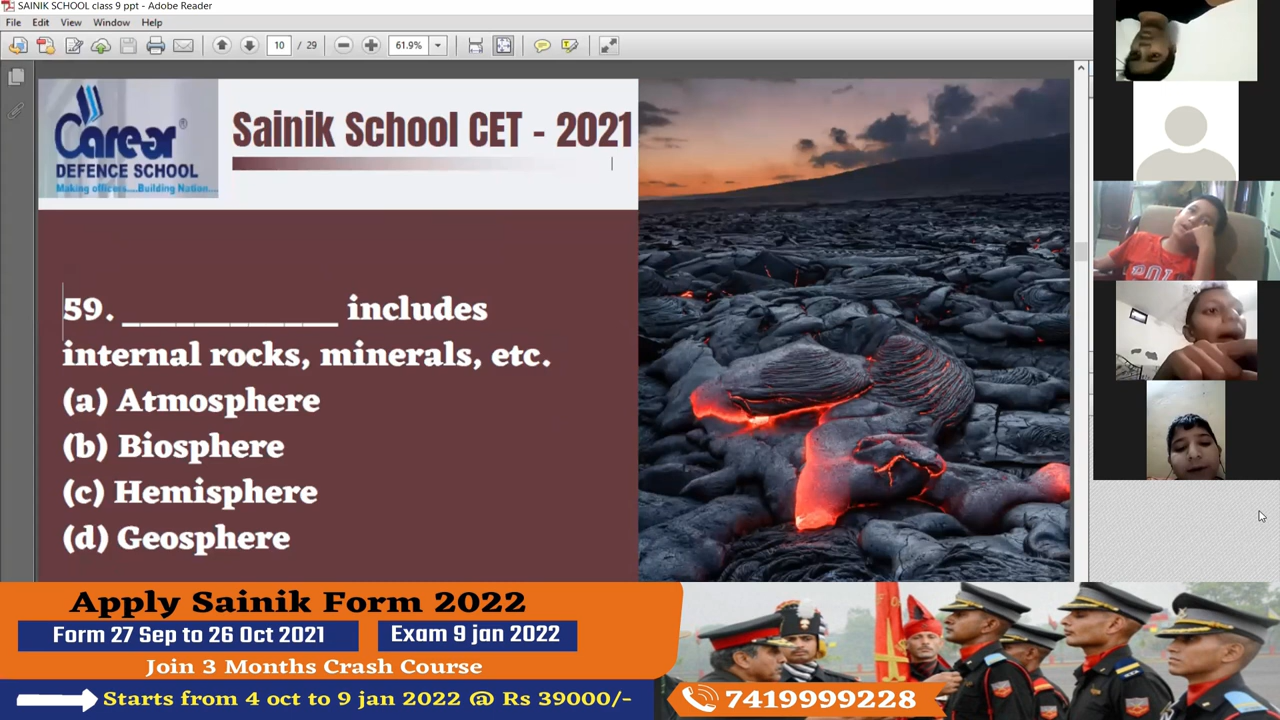 SAINIK SCHOOL class 9 ppt - Adobe Reader
File Edit View Window Help
10 / 29 61.9%
Career®
DEFENCE SCHOOL
Making officers....Building Nation....
Sainik School CET - 2021
59. ____________ includes
internal rocks, minerals, etc.
(a) Atmosphere
(b) Biosphere
(c) Hemisphere
(d) Geosphere
Apply Sainik Form 2022
Form 27 Sep to 26 Oct 2021
Exam 9 jan 2022
Join 3 Months Crash Course
Starts from 4 oct to 9 jan 2022 @ Rs 39000/-
7419999228